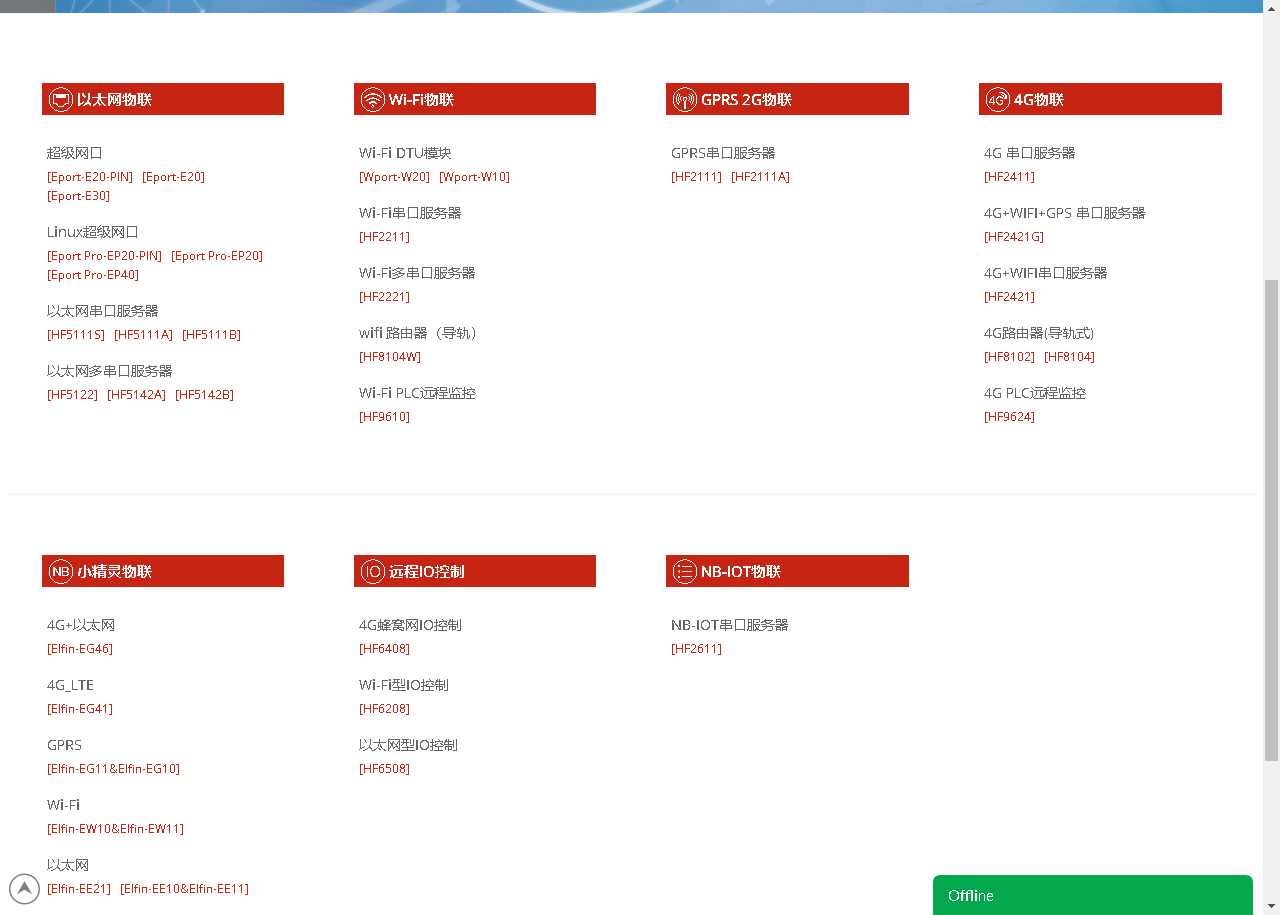 以太网物联
超级网口
[Eport-E20-PIN] [Eport-E20]
[Eport-E30]
Linux超级网口
[Eport Pro-EP20-PIN] [Eport Pro-EP20]
[Eport Pro-EP40]
以太网串口服务器
[HF5111S] [HF5111A] [HF5111B]
以太网多串口服务器
[HF5122] [HF5142A] [HF5142B]
Wi-Fi物联
Wi-Fi DTU模块
[Wport-W20] [Wport-W10]
Wi-Fi串口服务器
[HF2211]
Wi-Fi多串口服务器
[HF2221]
wifi 路由器（导轨）
[HF8104W]
Wi-Fi PLC远程监控
[HF9610]
GPRS 2G物联
GPRS串口服务器
[HF2111] [HF2111A]
4G 4G物联
4G 串口服务器
[HF2411]
4G+WIFI+GPS 串口服务器
[HF2421G]
4G+WIFI串口服务器
[HF2421]
4G路由器(导轨式)
[HF8102] [HF8104]
4G PLC远程监控
[HF9624]
NB 小精灵物联
4G+以太网
[Elfin-EG46]
4G_LTE
[Elfin-EG41]
GPRS
[Elfin-EG11&Elfin-EG10]
Wi-Fi
[Elfin-EW10&Elfin-EW11]
以太网
[Elfin-EE21] [Elfin-EE10&Elfin-EE11]
IO 远程IO控制
4G蜂窝网IO控制
[HF6408]
Wi-Fi型IO控制
[HF6208]
以太网型IO控制
[HF6508]
NB-IOT物联
NB-IOT串口服务器
[HF2611]
Offline